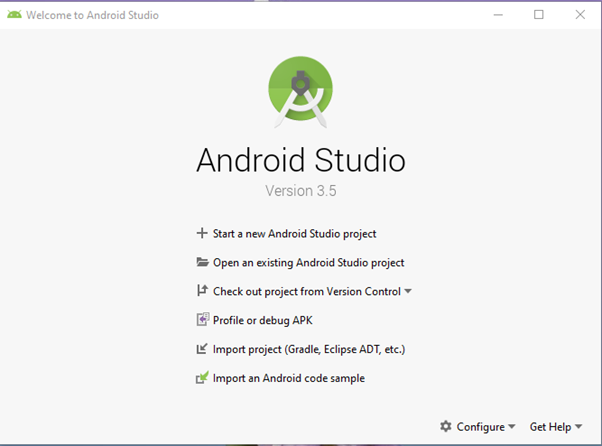 Welcome to Android Studio
Android Studio
Version 3.5
Start a new Android Studio project
Open an existing Android Studio project
Check out project from Version Control
Profile or debug APK
Import project (Gradle, Eclipse ADT, etc.)
Import an Android code sample
Configure Get Help